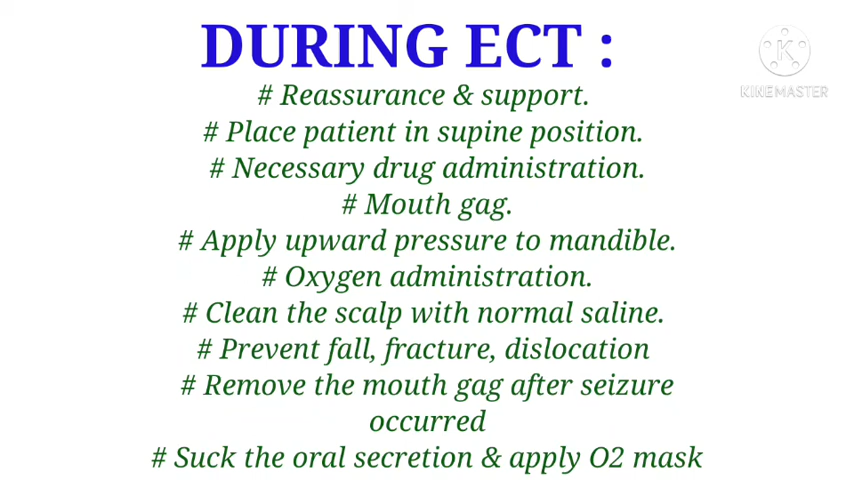 DURING ECT :
K
KINEMASTER
# Reassurance & support.
# Place patient in supine position.
# Necessary drug administration.
# Mouth gag.
# Apply upward pressure to mandible.
# Oxygen administration.
# Clean the scalp with normal saline.
# Prevent fall, fracture, dislocation
# Remove the mouth gag after seizure
occurred
# Suck the oral secretion & apply O2 mask